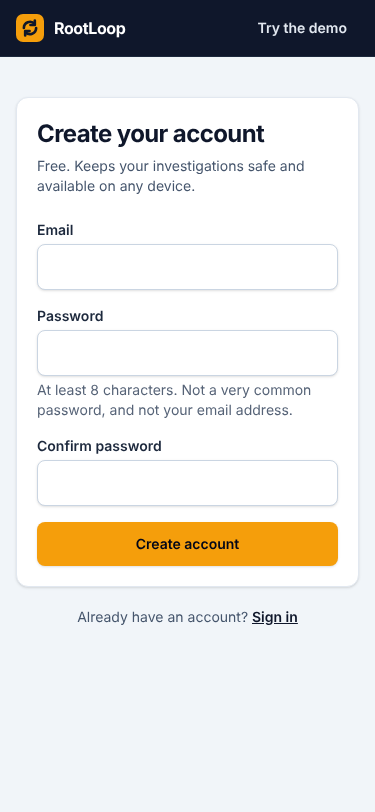 RootLoop
Try the demo
Create your account
Free. Keeps your investigations safe and
available on any device.
Email
Password
At least 8 characters. Not a very common
password, and not your email address.
Confirm password
Create account
Already have an account? Sign in